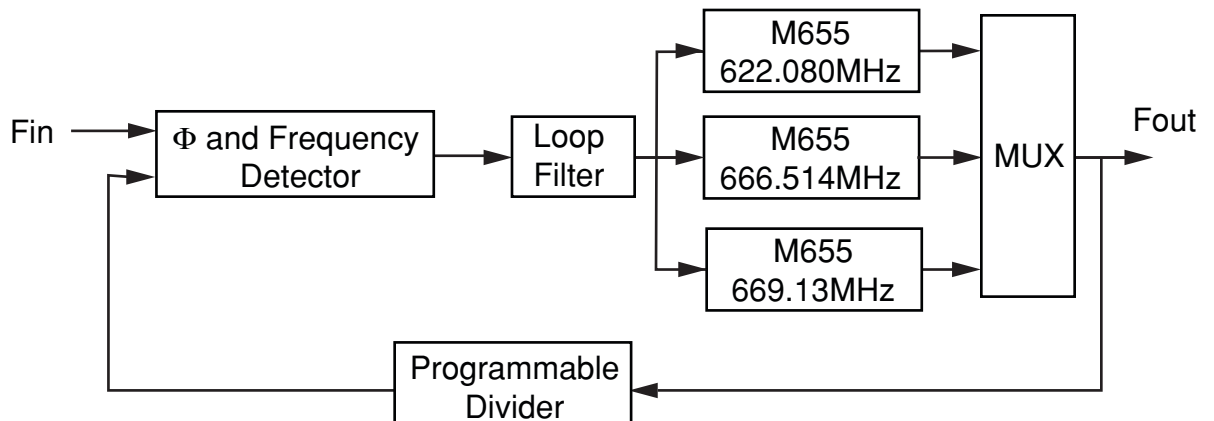 M655
622.080MHz
Fin
Φ and Frequency
Detector
Loop
Filter
M655
666.514MHz
MUX
Fout
M655
669.13MHz
Programmable
Divider